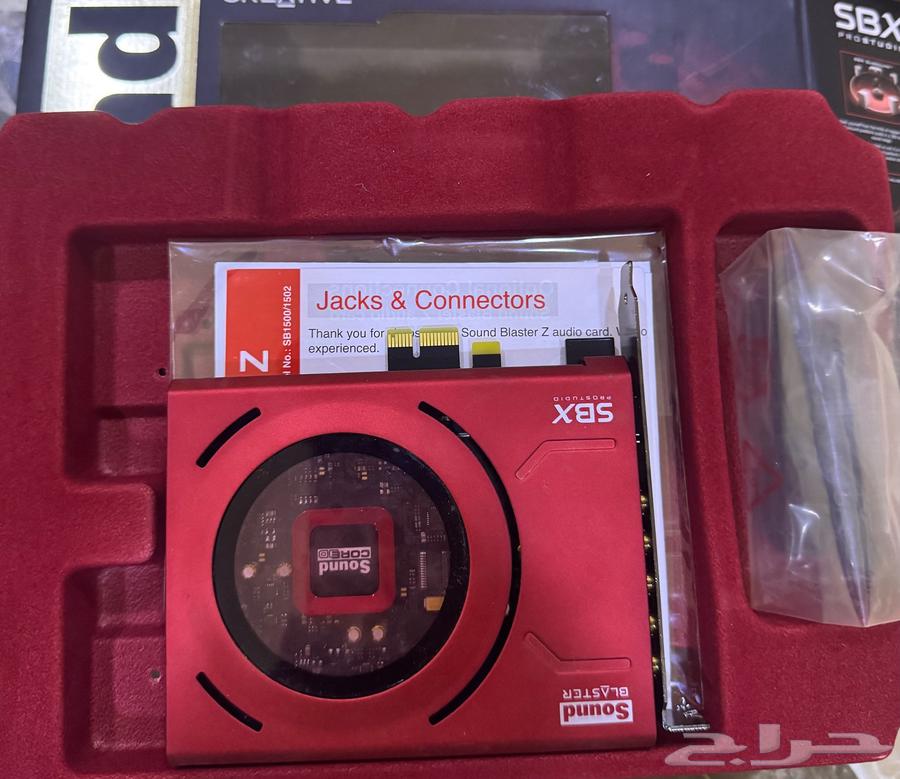 CREATIVE
nd
SBX
PROSTUDIO
Jacks & Connectors
Thank you for Sound Blaster Z audio card.
experienced.
Z
No.: SB1500/1502
SBX
PROSTUDIO
Sound
CORE3D
Sound
BLASTER
حراج